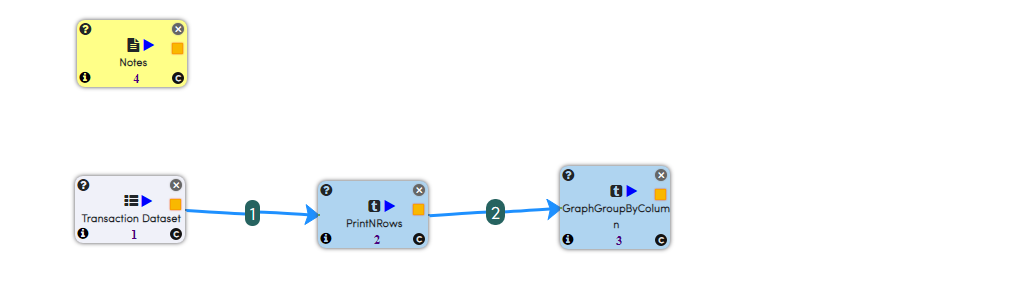 Notes
4
Transaction Dataset
1
1
PrintNRows
2
2
GraphGroupByColum
n
3